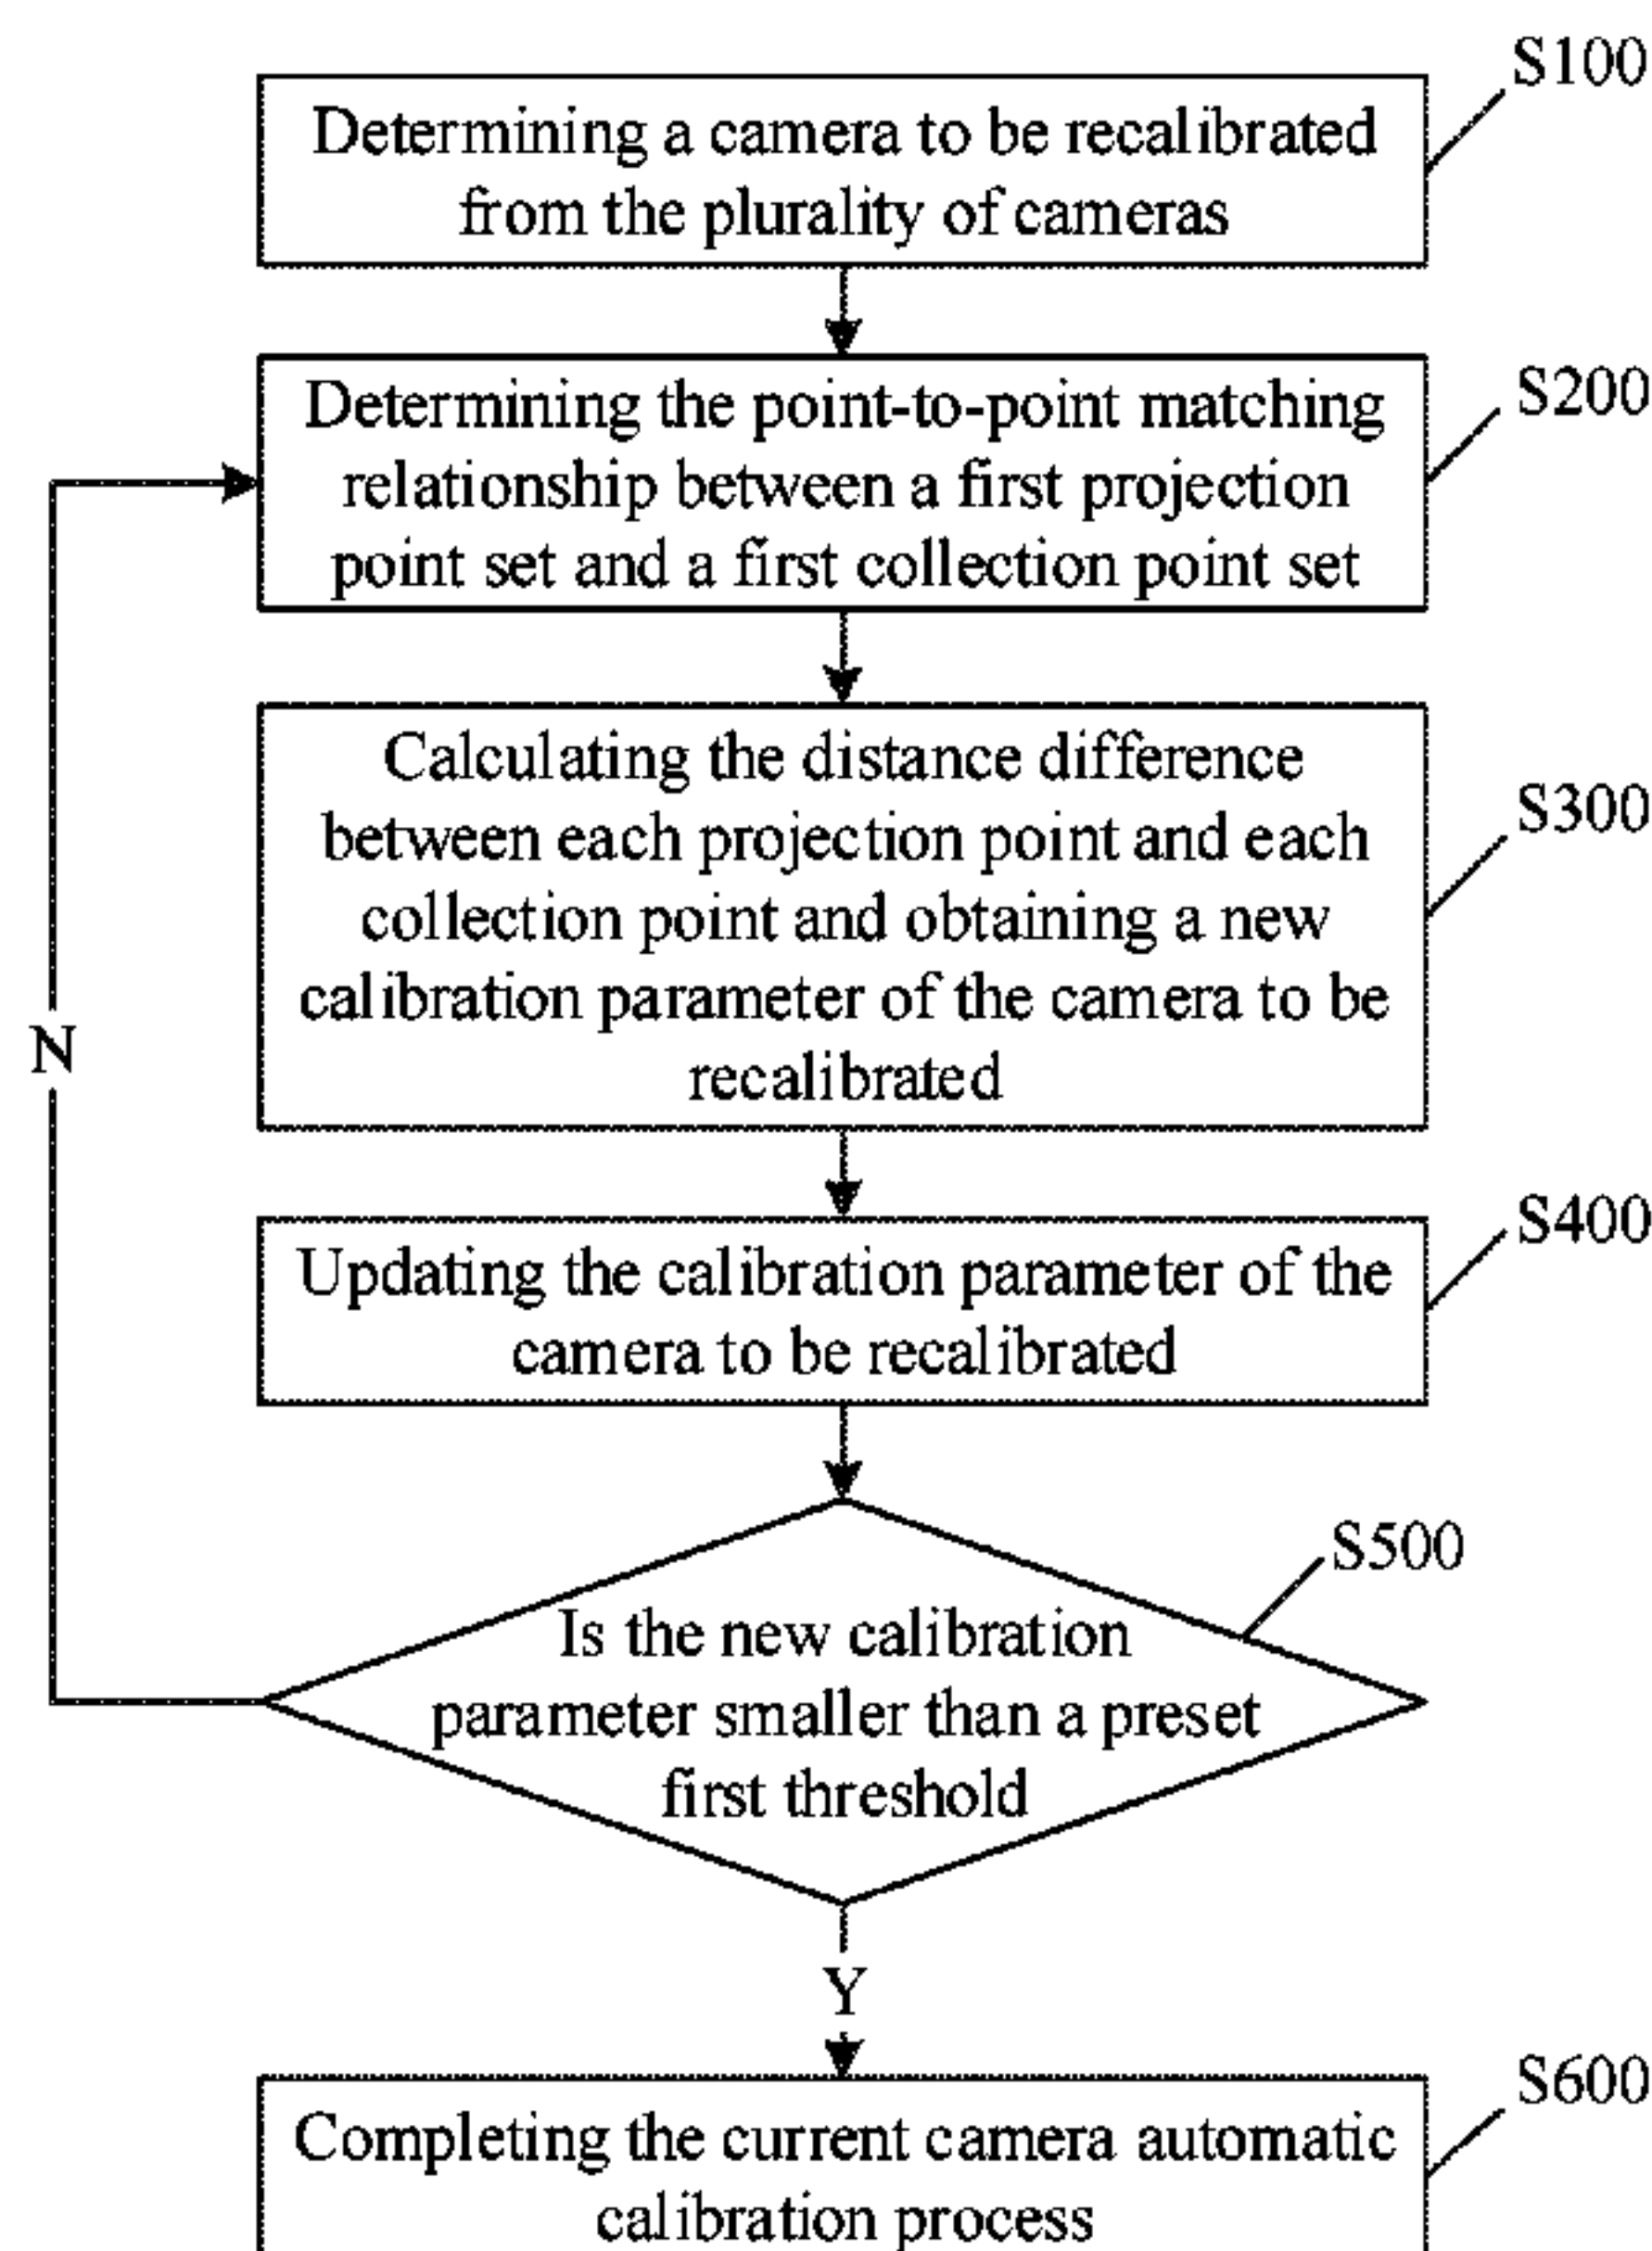 S100
Determining a camera to be recalibrated
from the plurality of cameras
S200
Determining the point-to-point matching
relationship between a first projection
point set and a first collection point set
S300
Calculating the distance difference
between each projection point and each
collection point and obtaining a new
calibration parameter of the camera to be
recalibrated
N
S400
Updating the calibration parameter of the
camera to be recalibrated
S500
Is the new calibration
parameter smaller than a preset
first threshold
Y
S600
Completing the current camera automatic
calibration process